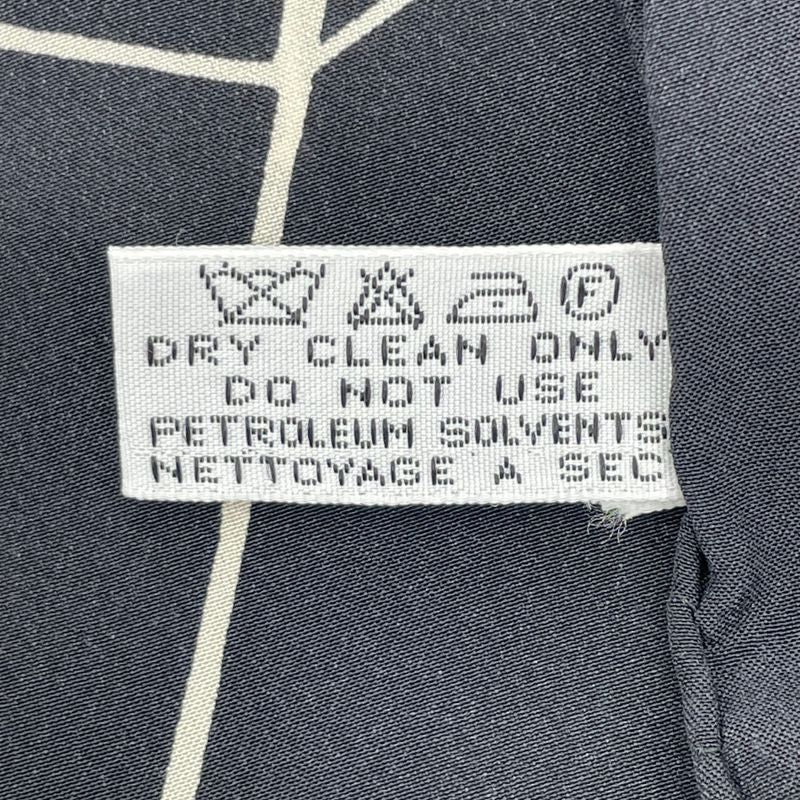 F
DRY CLEAN ONLY
DO NOT USE
PETROLEUM SOLVENTS
NETTOYAGE A SEC